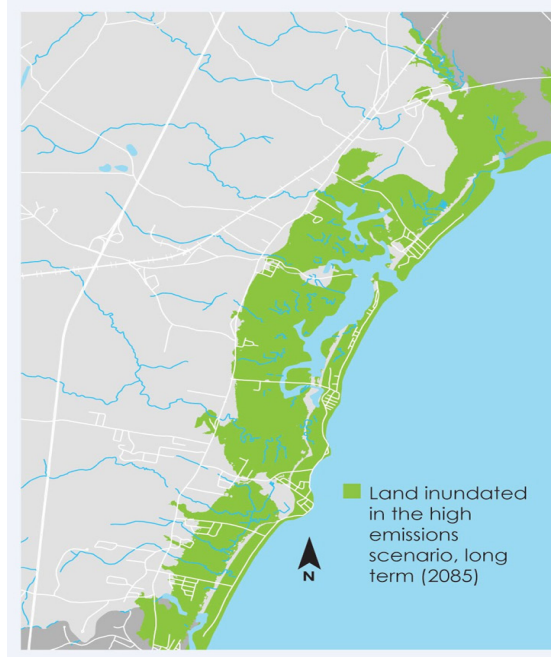 Land inundated
in the high
emissions
scenario, long
term (2085)
N